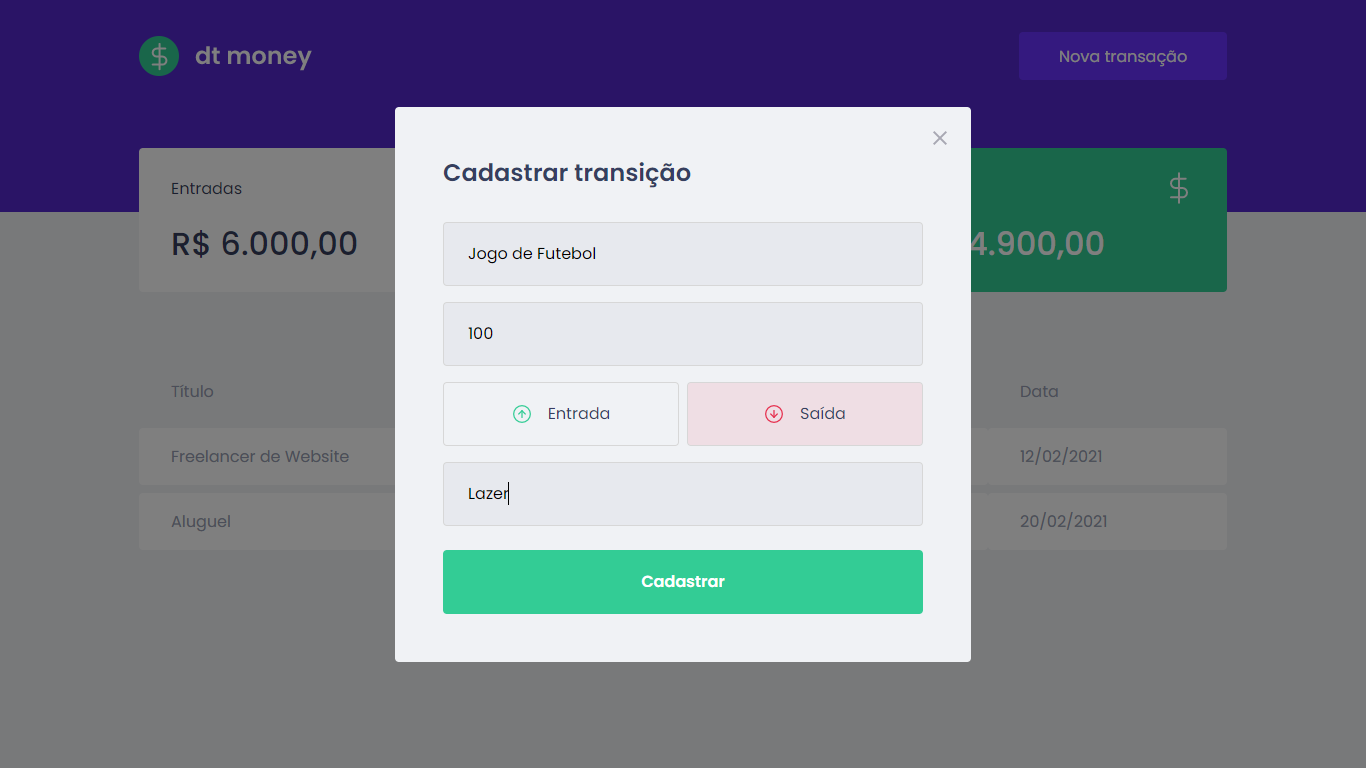 dt money
Nova transação
Cadastrar transição
Entradas
R$ 6.000,00
4.900,00
Jogo de Futebol
100
Entrada
Saída
Lazer
Cadastrar
Título
Data
Freelancer de Website
12/02/2021
Aluguel
20/02/2021